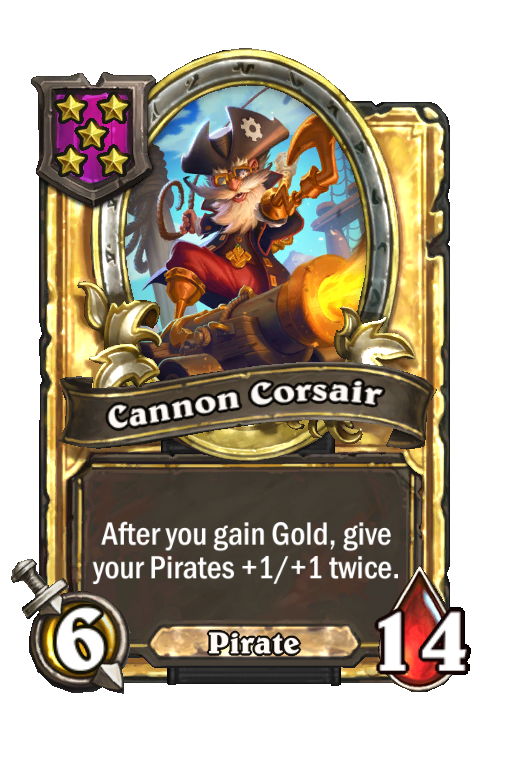 Cannon Corsair
After you gain Gold, give
your Pirates +1/+1 twice.
6
Pirate
14